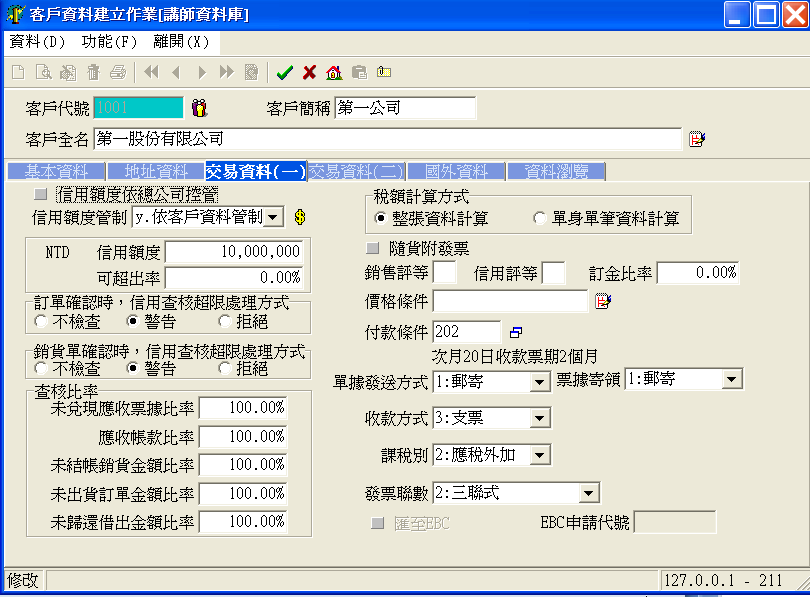 客戶資料建立作業[講師資料庫]
資料(D) 功能(F) 離開(X)
客戶代號 1001 客戶簡稱 第一公司
客戶全名 第一股份有限公司
基本資料 地址資料 交易資料(一) 交易資料(二) 國外資料 資料瀏覽
信用額度依總公司控管
信用額度管制 y.依客戶資料管制
NTD 信用額度 10,000,000
可超出率 0.00%
訂單確認時，信用查核超限處理方式
不檢查 警告 拒絕
銷貨單確認時，信用查核超限處理方式
不檢查 警告 拒絕
查核比率
未兌現應收票據比率 100.00%
應收帳款比率 100.00%
未結帳銷貨金額比率 100.00%
未出貨訂單金額比率 100.00%
未歸還借出金額比率 100.00%
稅額計算方式
整張資料計算 單身單筆資料計算
隨貨附發票
銷售評等 信用評等 訂金比率 0.00%
價格條件
付款條件 202
次月20日收款票期2個月
單據發送方式 1:郵寄 票據寄領 1:郵寄
收款方式 3:支票
課稅別 2:應稅外加
發票聯數 2:三聯式
匯至EBC EBC申請代號
修改 127.0.0.1 - 211